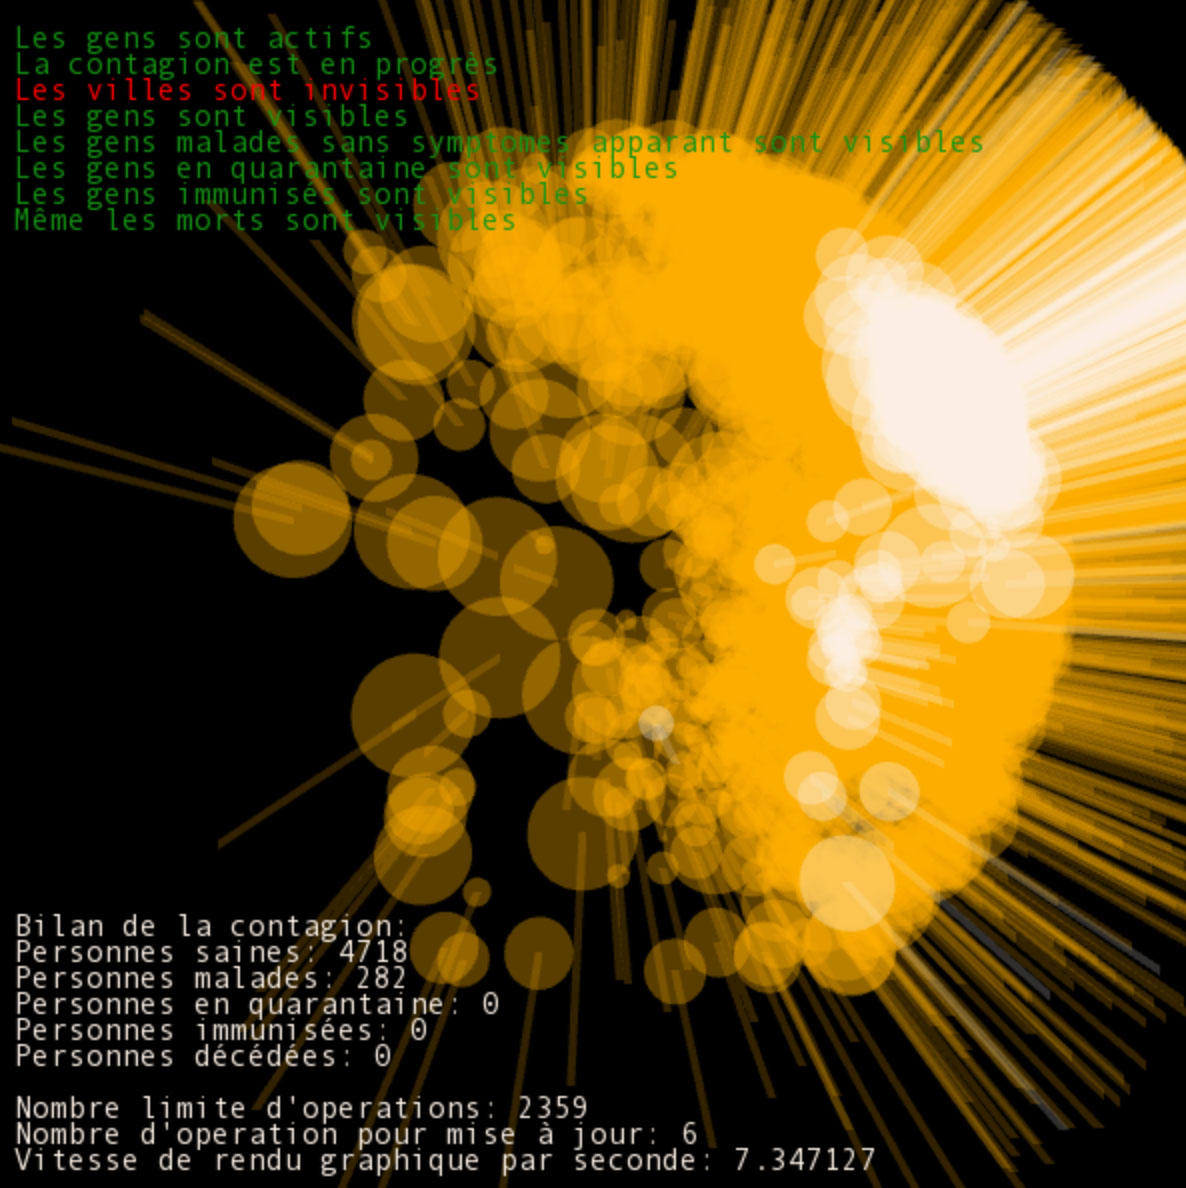 Les gens sont actifs
La contagion est en progrès
Les villes sont invisibles
Les gens sont visibles
Les gens malades sans symptomes apparant sont visibles
Les gens en quarantaine sont visibles
Les gens immunisés sont visibles
Même les morts sont visibles
Bilan de la contagion:
Personnes saines: 4718
Personnes malades: 282
Personnes en quarantaine: 0
Personnes immunisées: 0
Personnes décédées: 0
Nombre limite d'operations: 2359
Nombre d'operation pour mise à jour: 6
Vitesse de rendu graphique par seconde: 7.347127